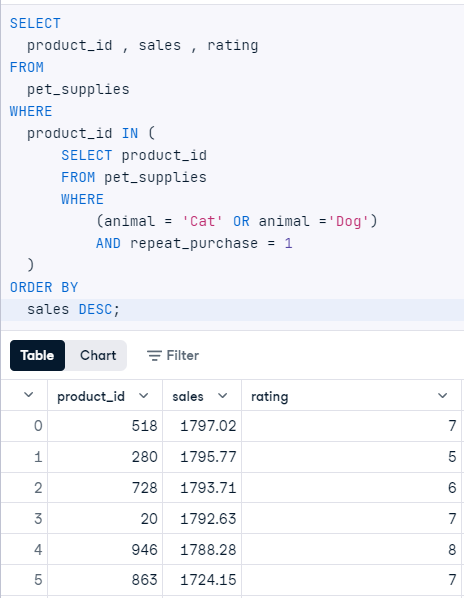 SELECT
product_id , sales , rating
FROM
pet_supplies
WHERE
product_id IN (
SELECT product_id
FROM pet_supplies
WHERE
(animal = 'Cat' OR animal ='Dog')
AND repeat_purchase = 1
)
ORDER BY
sales DESC;
Table Chart Filter
product_id sales rating
0 518 1797.02 7
1 280 1795.77 5
2 728 1793.71 6
3 20 1792.63 7
4 946 1788.28 8
5 863 1724.15 7